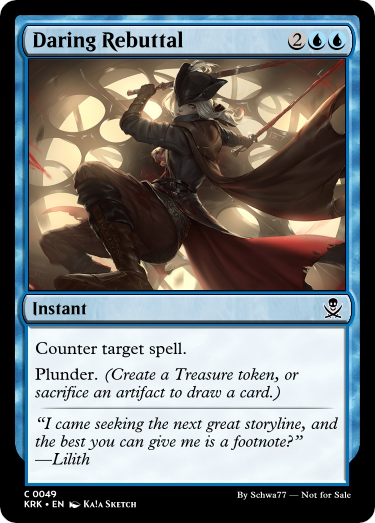 Daring Rebuttal 2
Instant
Counter target spell.
Plunder. (Create a Treasure token, or
sacrifice an artifact to draw a card.)
“I came seeking the next great storyline, and
the best you can give me is a footnote?”
—Lilith
C 0049
KRK • EN KA!A SKETCH
By Schwa77 — Not for Sale